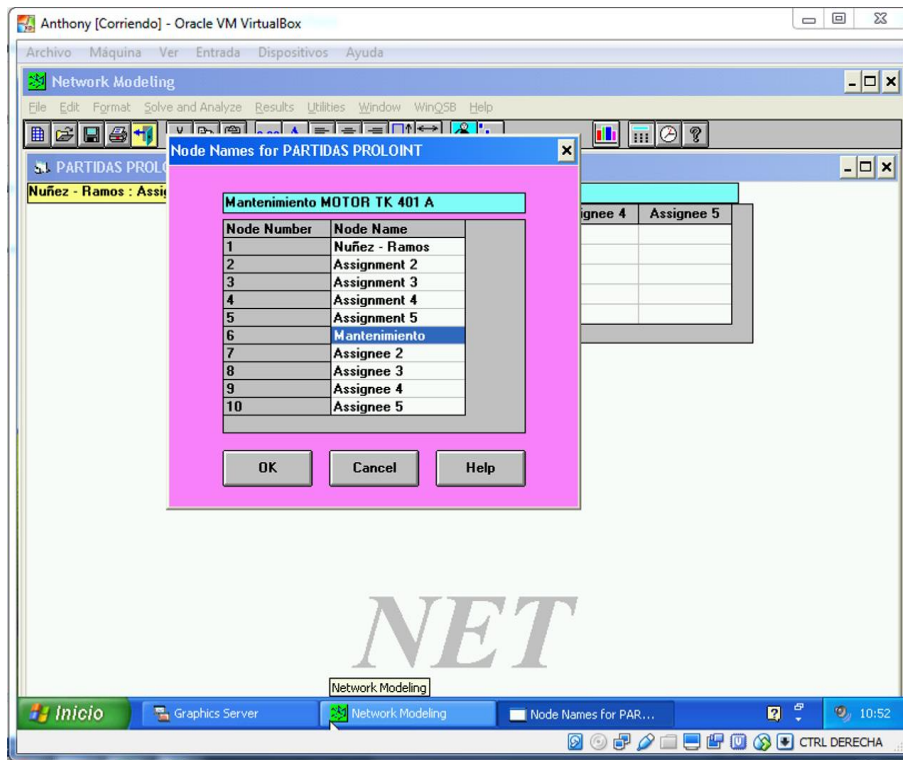 Anthony [Corriendo] - Oracle VM VirtualBox
Archivo Máquina Ver Entrada Dispositivos Ayuda
Network Modeling
File Edit Format Solve and Analyze Results Utilities Window WinQSB Help
Node Names for PARTIDAS PROLOINT
PARTIDAS
Nuñez - Ramos :
Mantenimiento MOTOR TK 401 A
Assignee 5
Node Number Node Name
1 Nuñez - Ramos
2 Assignment 2
3 Assignment 3
4 Assignment 4
5 Assignment 5
6 Mantenimiento
7 Assignee 2
8 Assignee 3
9 Assignee 4
10 Assignee 5
OK Cancel Help
NET
Network Modeling
Inicio Graphics Server Network Modeling Node Names for PAR... 10:52
CTRL DERECHA